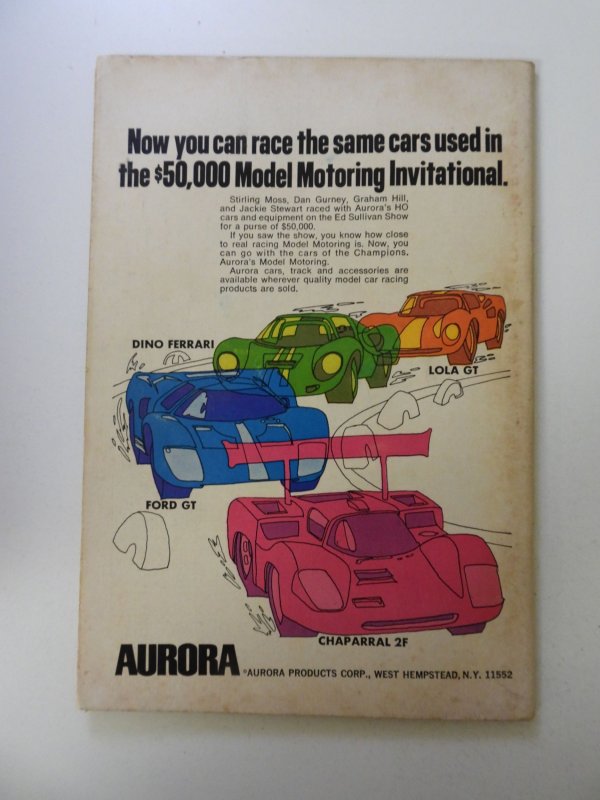 Now you can race the same cars used in
the $50,000 Model Motoring Invitational.
Stirling Moss, Dan Gurney, Graham Hill,
and Jackie Stewart raced with Aurora's HO
cars and equipment on the Ed Sullivan Show
for a purse of $50,000.
If you saw the show, you know how close
to real racing Model Motoring is. Now, you
can go with the cars of the Champions.
Aurora's Model Motoring.
Aurora cars, track and accessories are
available wherever quality model car racing
products are sold.
DINO FERRARI
LOLA GT
FORD GT
CHAPARRAL 2F
AURORA ®AURORA PRODUCTS CORP., WEST HEMPSTEAD, N.Y. 11552